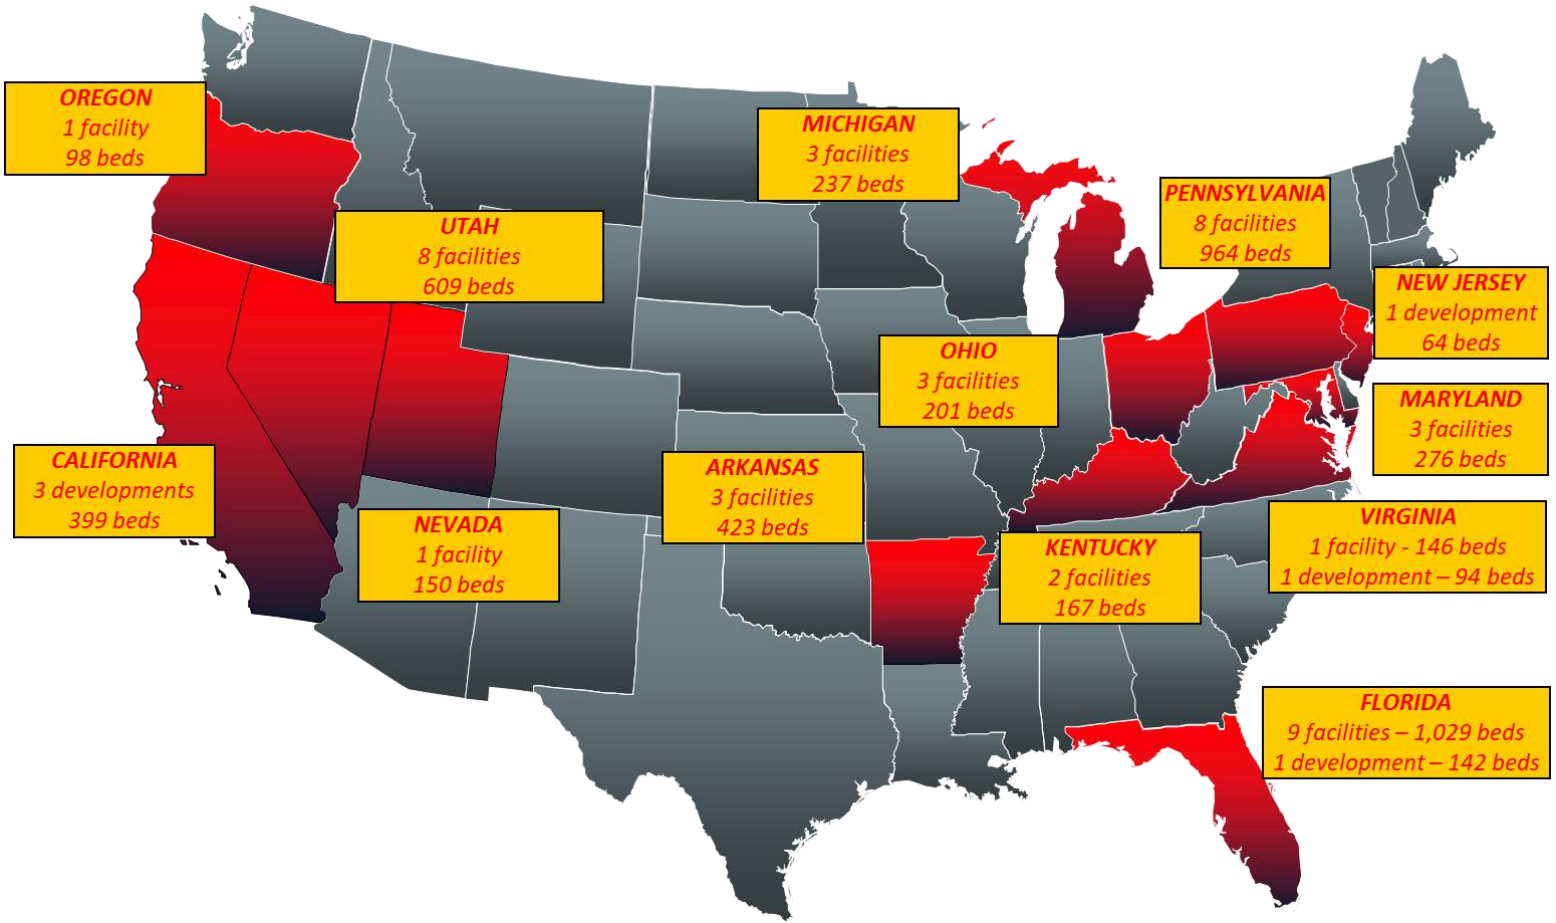 OREGON
1 facility
98 beds
MICHIGAN
3 facilities
237 beds
PENNSYLVANIA
8 facilities
964 beds
UTAH
8 facilities
609 beds
NEW JERSEY
1 development
64 beds
OHIO
3 facilities
201 beds
MARYLAND
3 facilities
276 beds
CALIFORNIA
3 developments
399 beds
ARKANSAS
3 facilities
423 beds
NEVADA
1 facility
150 beds
KENTUCKY
2 facilities
167 beds
VIRGINIA
1 facility - 146 beds
1 development – 94 beds
FLORIDA
9 facilities – 1,029 beds
1 development – 142 beds